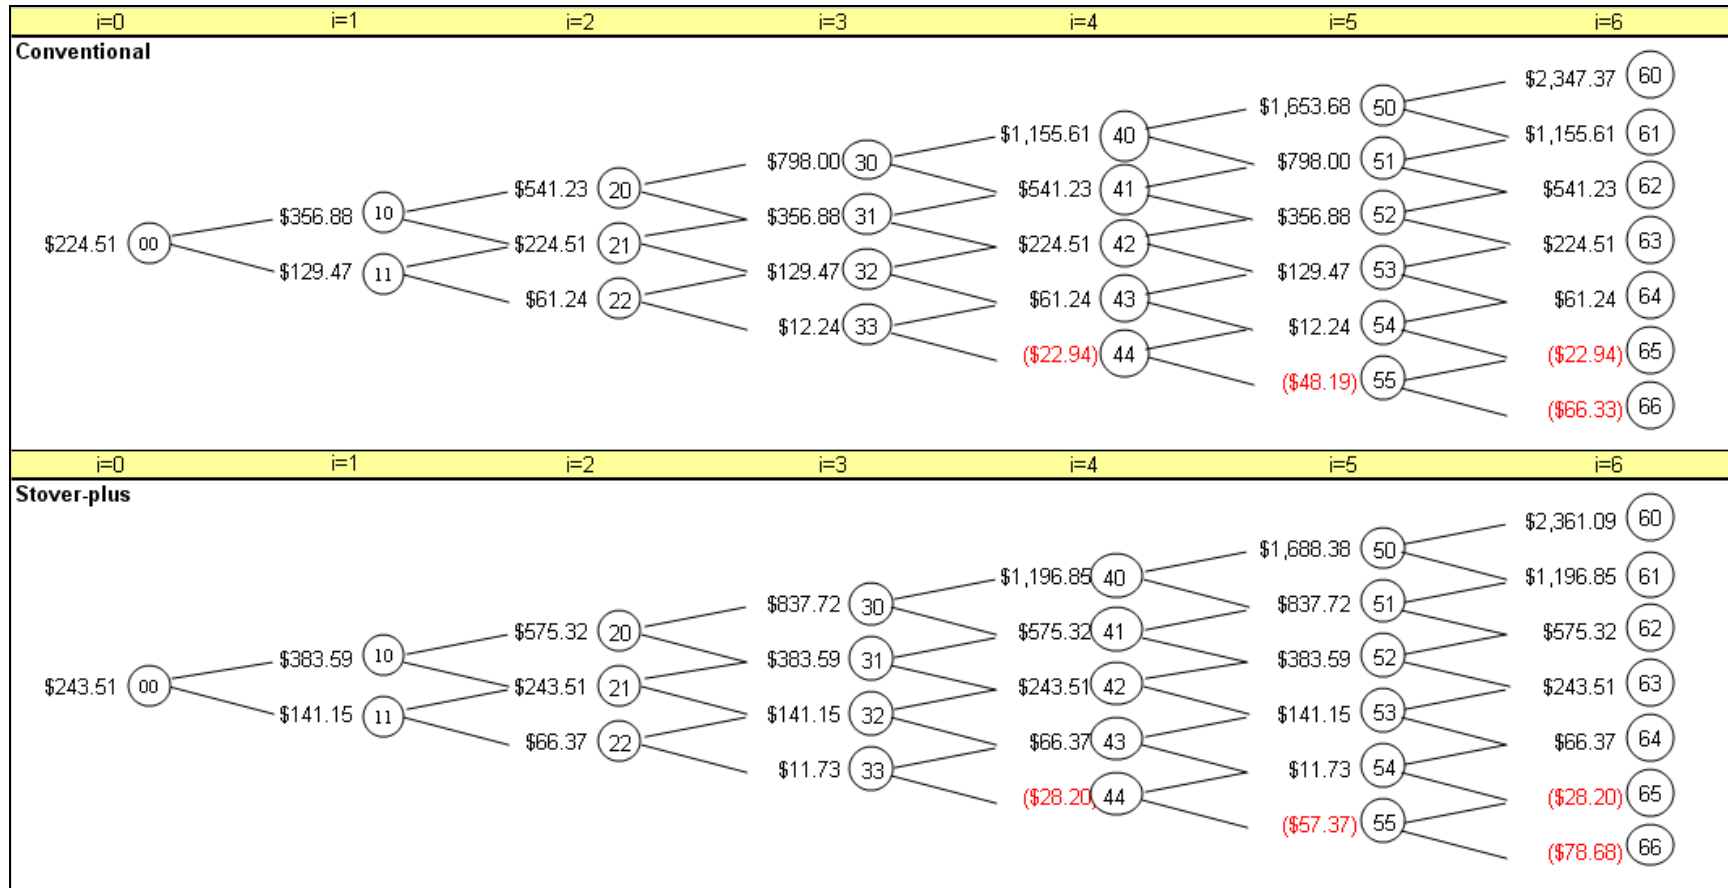 i=0 i=1 i=2 i=3 i=4 i=5 i=6
Conventional
$2,347.37 60
$1,653.68 50
$1,155.61 40 $1,155.61 61
$798.00 30 $798.00 51
$541.23 20 $541.23 41 $541.23 62
$356.88 10 $356.88 31 $356.88 52
$224.51 00 $224.51 21 $224.51 42 $224.51 63
$129.47 11 $129.47 32 $129.47 53
$61.24 22 $61.24 43 $61.24 64
$12.24 33 $12.24 54
($22.94) 44 ($22.94) 65
($48.19) 55
($66.33) 66
i=0 i=1 i=2 i=3 i=4 i=5 i=6
Stover-plus
$2,361.09 60
$1,688.38 50
$1,196.85 40 $1,196.85 61
$837.72 30 $837.72 51
$575.32 20 $575.32 41 $575.32 62
$383.59 10 $383.59 31 $383.59 52
$243.51 00 $243.51 21 $243.51 42 $243.51 63
$141.15 11 $141.15 32 $141.15 53
$66.37 22 $66.37 43 $66.37 64
$11.73 33 $11.73 54
($28.20) 44 ($28.20) 65
($57.37) 55
($78.68) 66